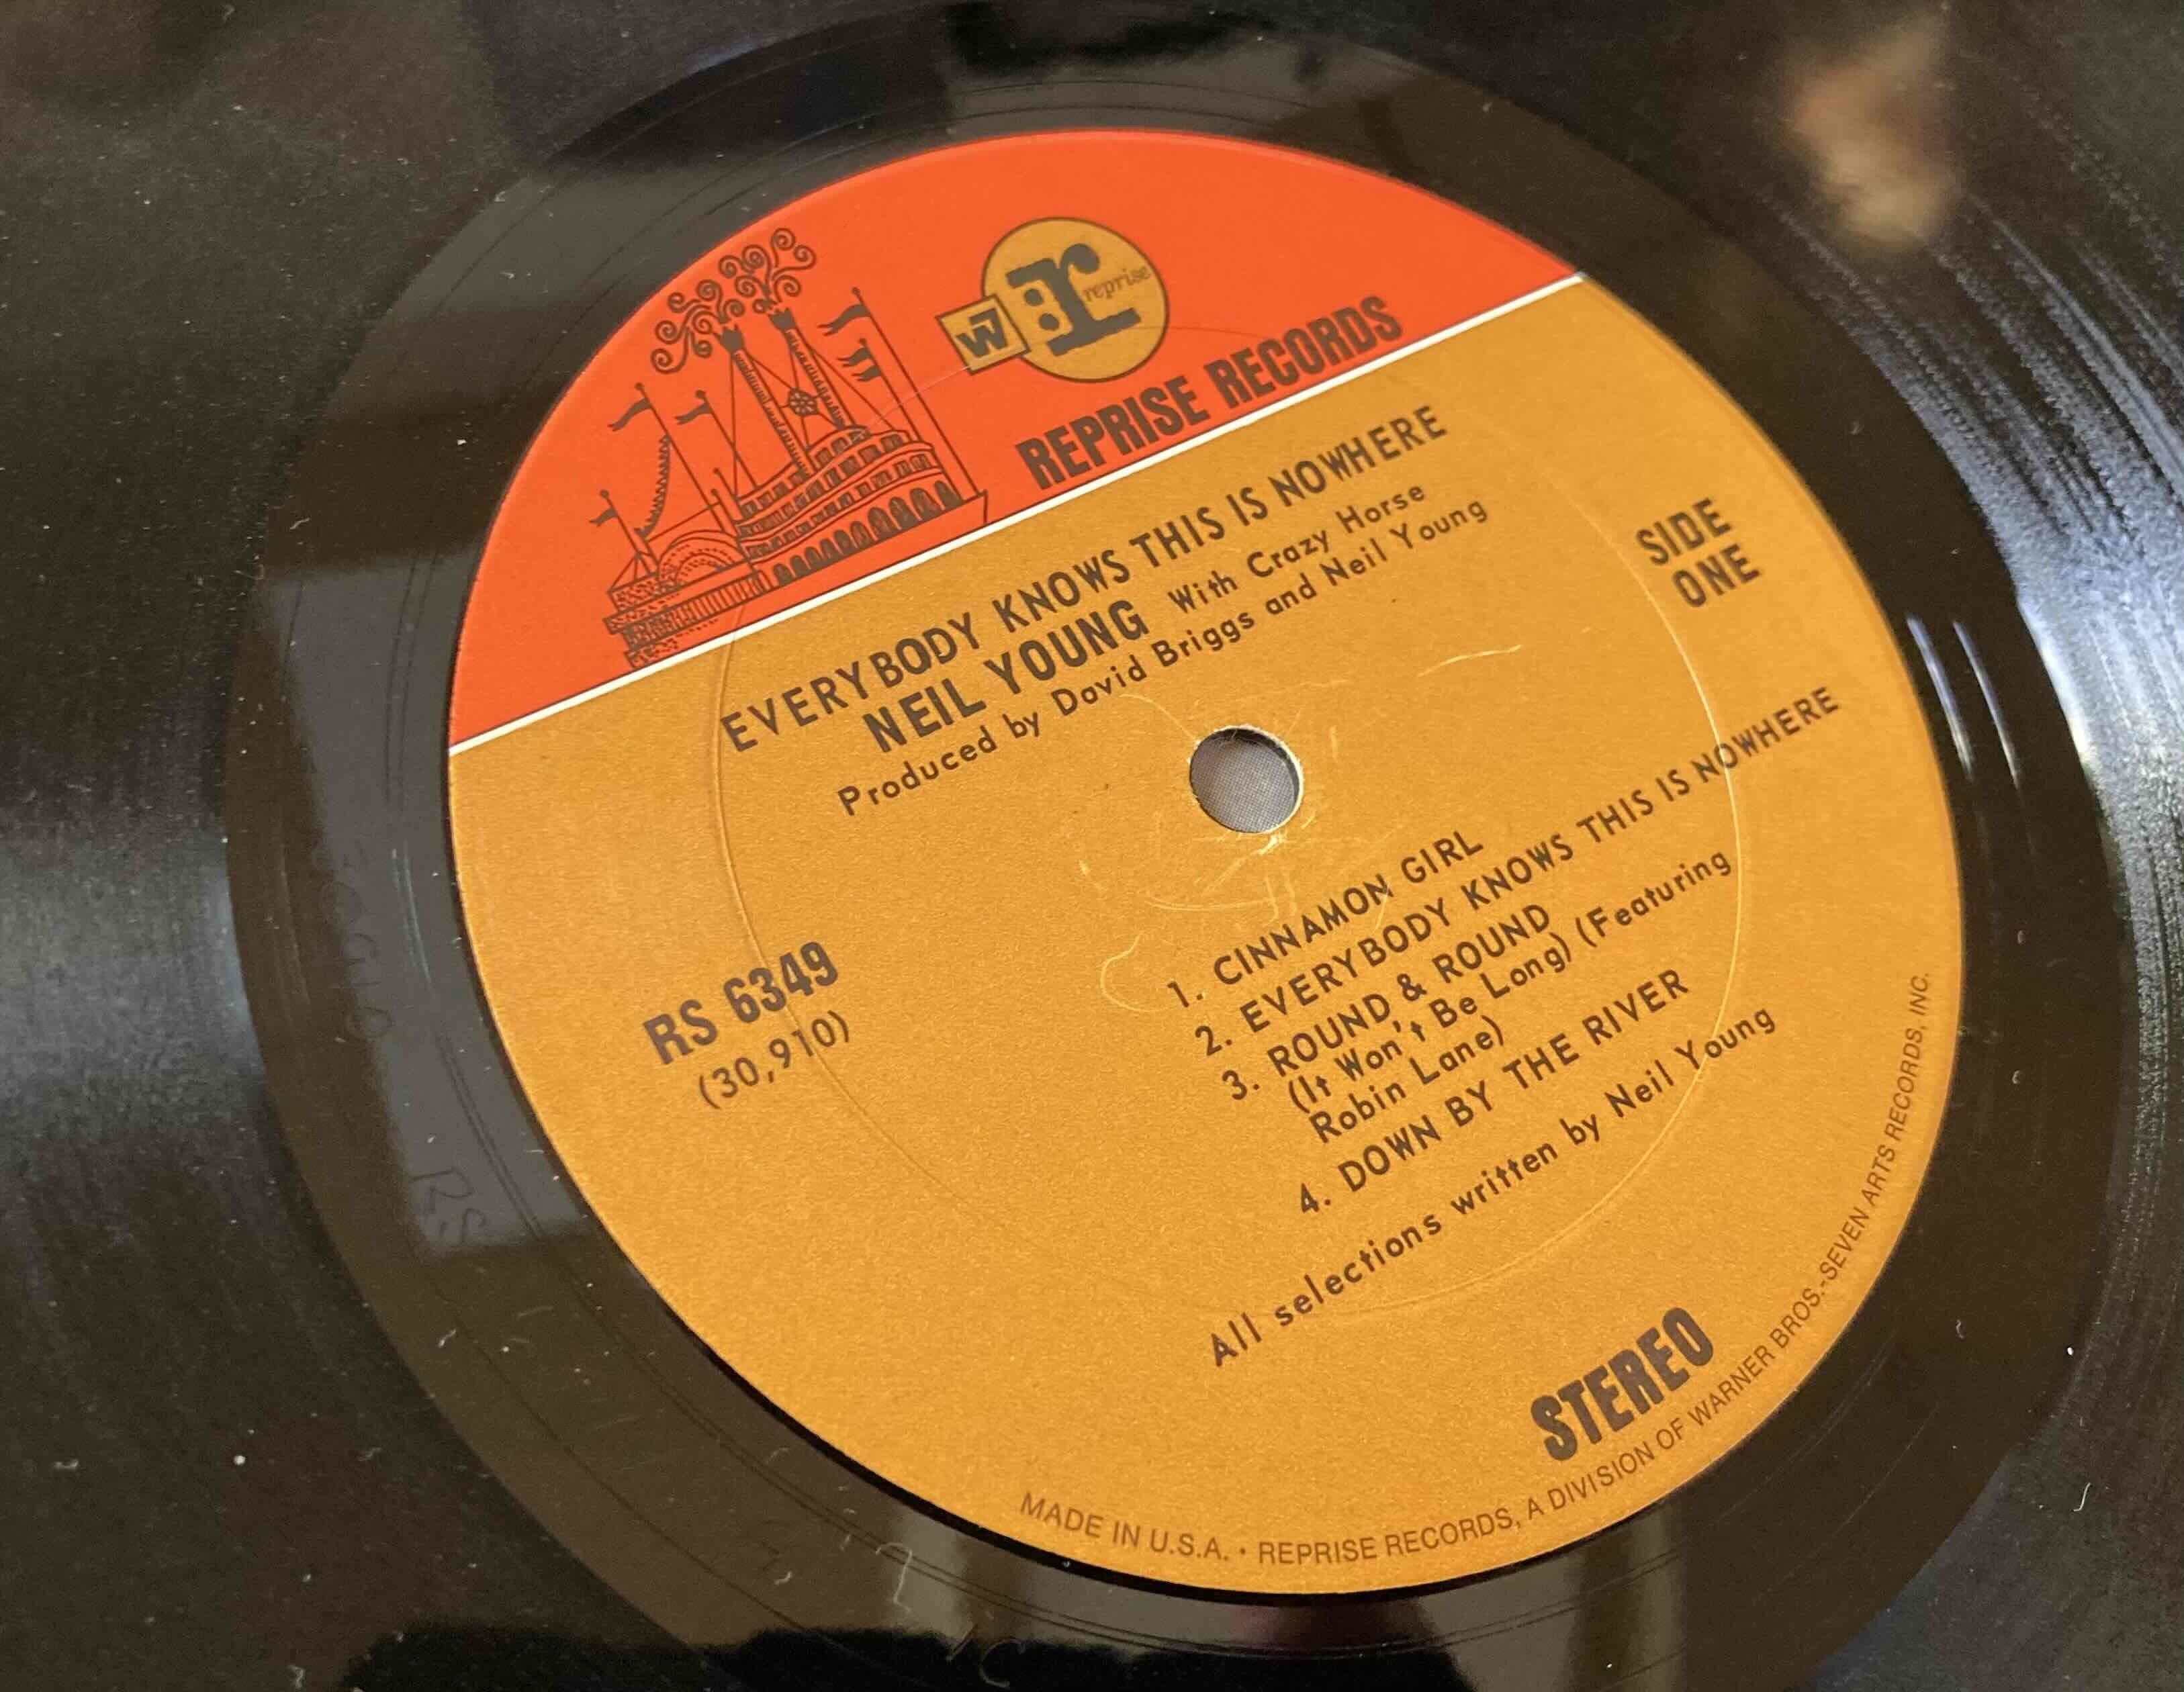 W7
r:
reprise
REPRISE RECORDS
EVERYBODY KNOWS THIS IS NOWHERE
NEIL YOUNG With Crazy Horse
Produced by David Briggs and Neil Young
SIDE
ONE
RS 6349
(30,910)
1. CINNAMON GIRL
2. EVERYBODY KNOWS THIS IS NOWHERE
3. ROUND & ROUND
(It Won't Be Long) (Featuring
Robin Lane)
4. DOWN BY THE RIVER
All selections written by Neil Young
STEREO
MADE IN U.S.A. • REPRISE RECORDS, A DIVISION OF WARNER BROS.-SEVEN ARTS RECORDS, INC.